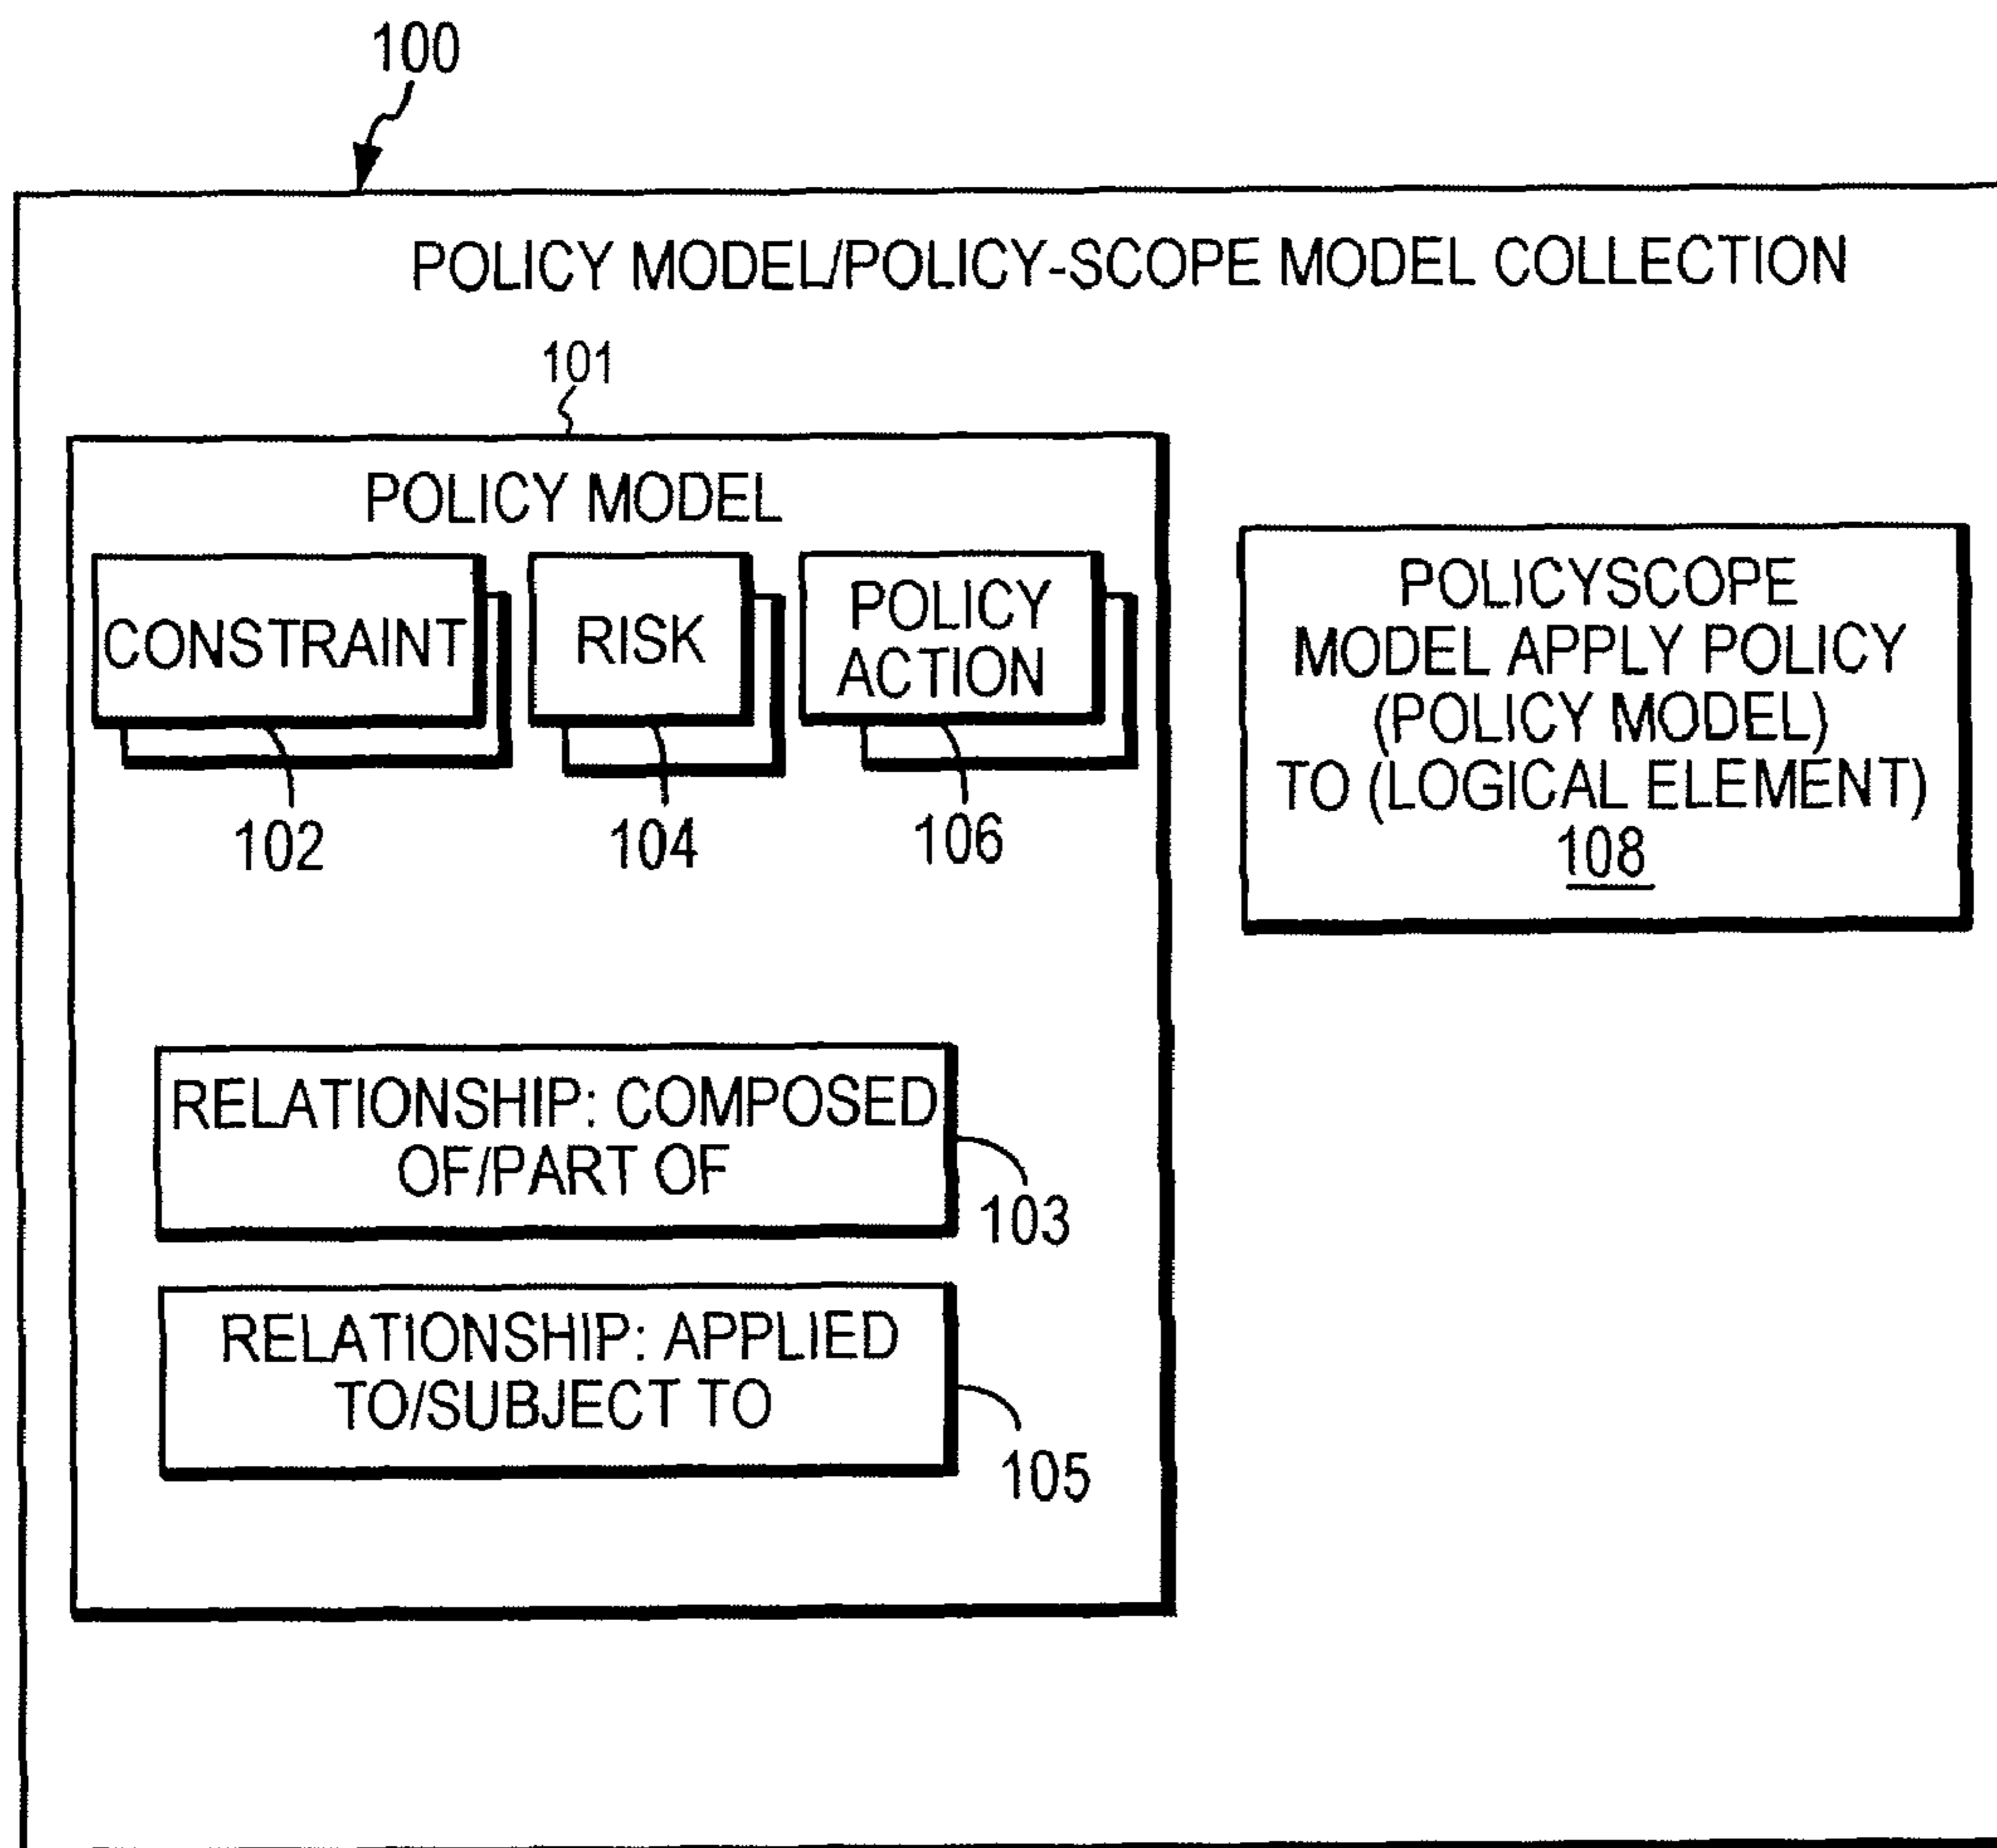 100
POLICY MODEL/POLICY-SCOPE MODEL COLLECTION
101
POLICY MODEL
CONSTRAINT
RISK
POLICY
ACTION
102
104
106
POLICYSCOPE
MODEL APPLY POLICY
(POLICY MODEL)
TO (LOGICAL ELEMENT)
108
RELATIONSHIP: COMPOSED
OF/PART OF
103
RELATIONSHIP: APPLIED
TO/SUBJECT TO
105